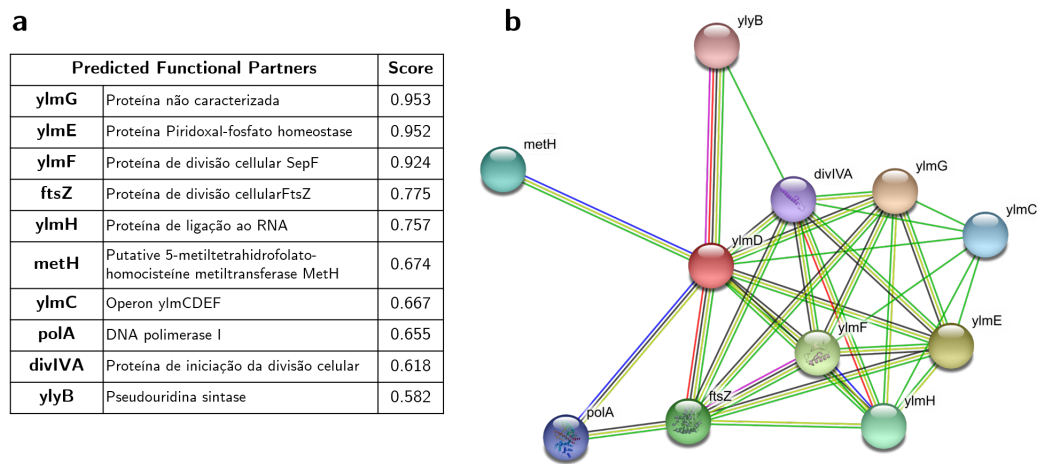 a
Predicted Functional Partners Score
ylmG Proteína não caracterizada 0.953
ylmE Proteína Piridoxal-fosfato homeostase 0.952
ylmF Proteína de divisão cellular SepF 0.924
ftsZ Proteína de divisão cellularFtsZ 0.775
ylmH Proteína de ligação ao RNA 0.757
metH Putative 5-metiltetrahidrofolato-
homocisteíne metiltransferase MetH 0.674
ylmC Operon ylmCDEF 0.667
polA DNA polimerase I 0.655
divIVA Proteína de iniciação da divisão celular 0.618
ylyB Pseudouridina sintase 0.582
b
ylyB
metH
divIVA
ylmG
ylmC
ylmD
ylmF
ylmE
ftsZ
ylmH
polA